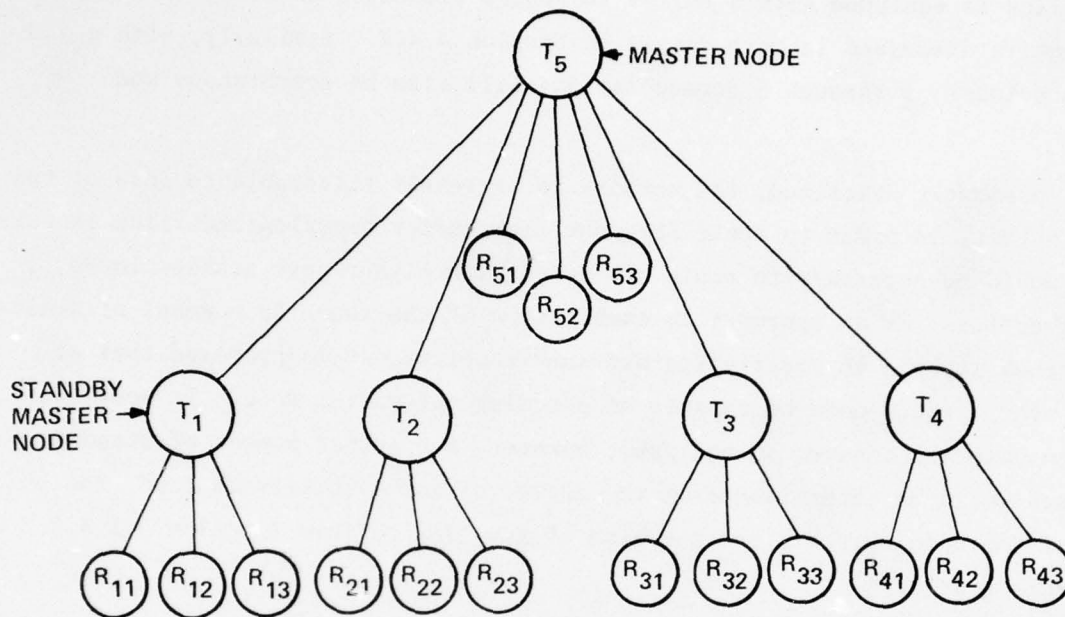 T5
MASTER NODE
R51
R53
R52
STANDBY
MASTER
NODE
T1
T2
T3
T4
R11
R12
R13
R21
R22
R23
R31
R32
R33
R41
R42
R43